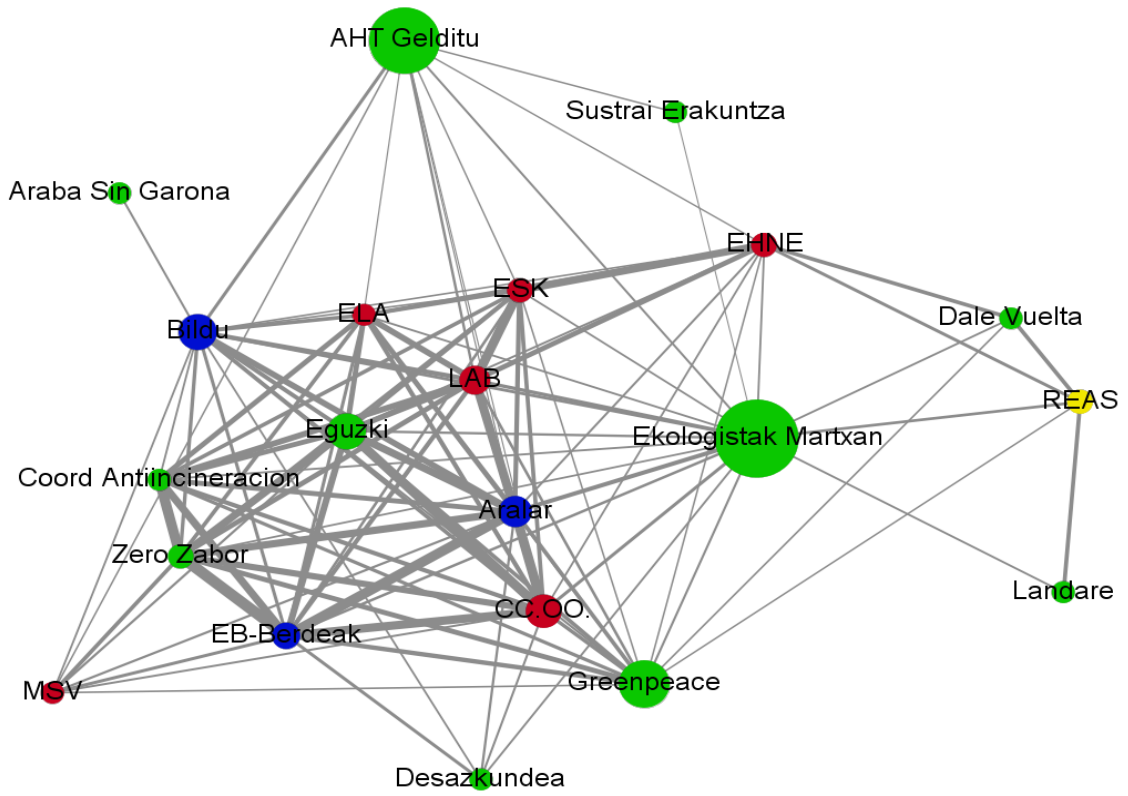 AHT Gelditu
Sustrai Erakuntza
Araba Sin Garona
EHNE
ESK
ELA
Dale Vuelta
Bildu
LAB
REAS
Eguzki
Ekologistak Martxan
Coord Antiincineracion
Aralar
Zero Zabor
Landare
CC.OO.
EB-Berdeak
Greenpeace
MSV
Desazkundea